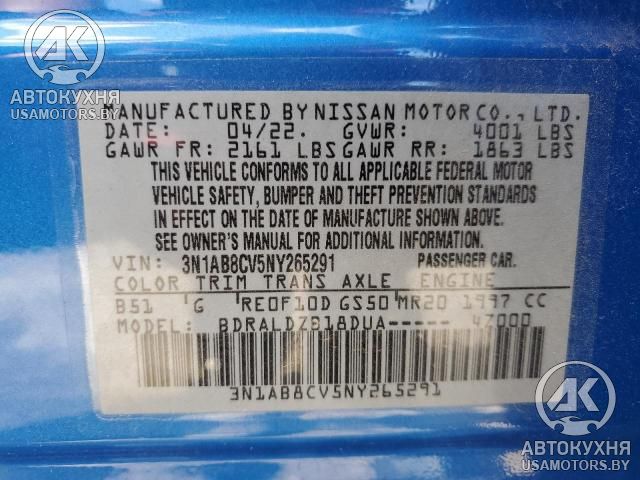 AK
АВТОКУХНЯ
USAMOTORS.BY
MANUFACTURED BY NISSAN MOTOR CO., LTD.
DATE: 04/22. GVWR: 4001 LBS
GAWR FR: 2161 LBS GAWR RR: 1863 LBS
THIS VEHICLE CONFORMS TO ALL APPLICABLE FEDERAL MOTOR
VEHICLE SAFETY, BUMPER AND THEFT PREVENTION STANDARDS
IN EFFECT ON THE DATE OF MANUFACTURE SHOWN ABOVE.
SEE OWNER'S MANUAL FOR ADDITIONAL INFORMATION.
VIN: 3N1AB8CV5NY265291 PASSENGER CAR.
COLOR TRIM TRANS AXLE ENGINE
B51 G RE0F10D GS50 MR20 1997 CC
MODEL: BDRALDZB18DUA----- 47000
3N1AB8CV5NY265291
AK
АВТОКУХНЯ
USAMOTORS.BY